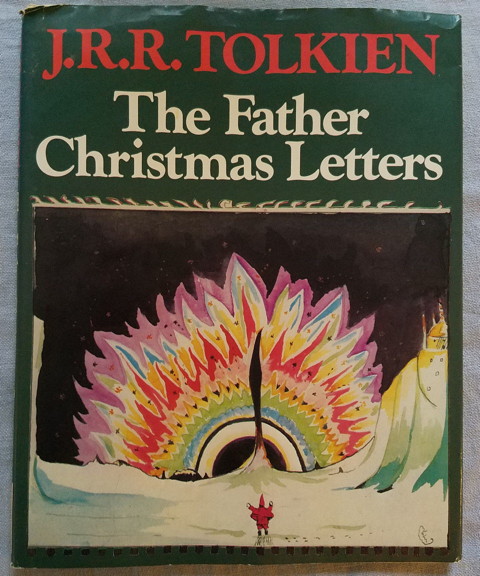 J.R.R. TOLKIEN
The Father
Christmas Letters